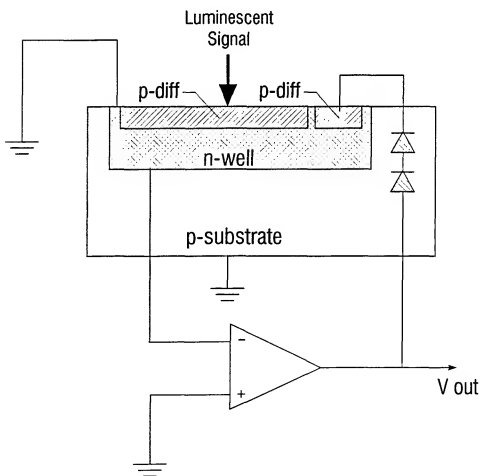 Luminescent
Signal
p-diff
p-diff
n-well
p-substrate
-
+
V out